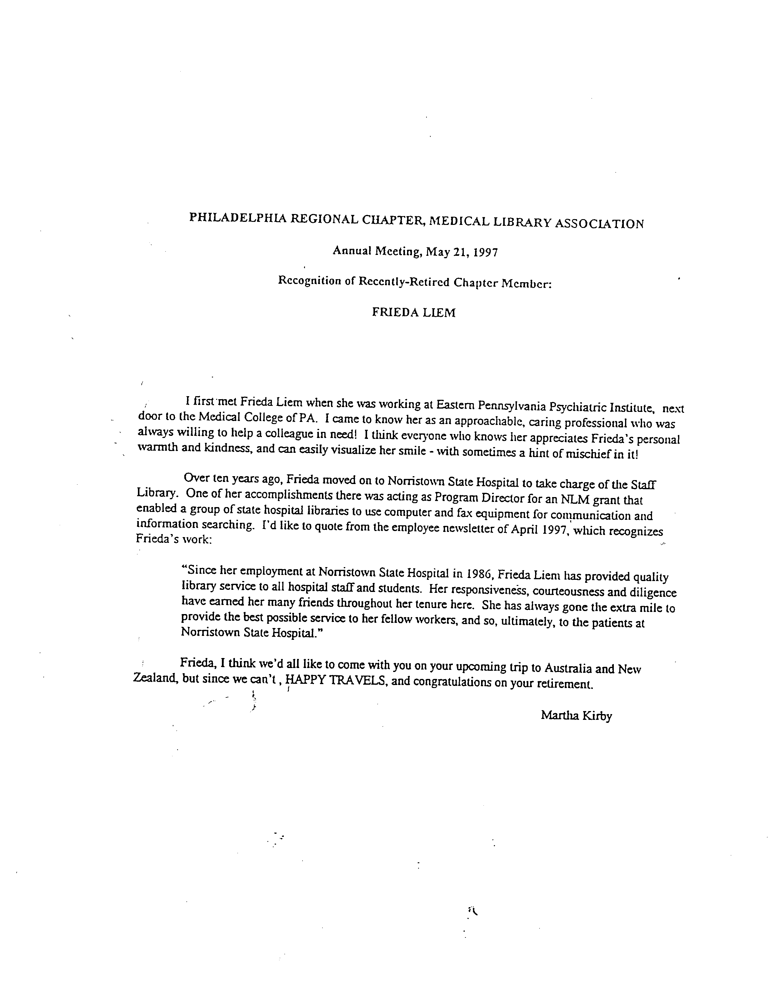 PHILADELPHIA REGIONAL CHAPTER, MEDICAL LIBRARY ASSOCIATION
Annual Meeting, May 21, 1997
Recognition of Recently-Retired Chapter Member:
FRIEDA LIEM
I first met Frieda Liem when she was working at Eastern Pennsylvania Psychiatric Institute, next
door to the Medical College of PA. I came to know her as an approachable, caring professional who was
always willing to help a colleague in need! I think everyone who knows her appreciates Frieda's personal
warmth and kindness, and can easily visualize her smile - with sometimes a hint of mischief in it!
Over ten years ago, Frieda moved on to Norristown State Hospital to take charge of the Staff
Library. One of her accomplishments there was acting as Program Director for an NLM grant that
enabled a group of state hospital libraries to use computer and fax equipment for communication and
information searching. I'd like to quote from the employee newsletter of April 1997, which recognizes
Frieda's work:
"Since her employment at Norristown State Hospital in 1986, Frieda Liem has provided quality
library service to all hospital staff and students. Her responsiveness, courteousness and diligence
have earned her many friends throughout her tenure here. She has always gone the extra mile to
provide the best possible service to her fellow workers, and so, ultimately, to the patients at
Norristown State Hospital."
Frieda, I think we'd all like to come with you on your upcoming trip to Australia and New
Zealand, but since we can't , HAPPY TRAVELS, and congratulations on your retirement.
Martha Kirby